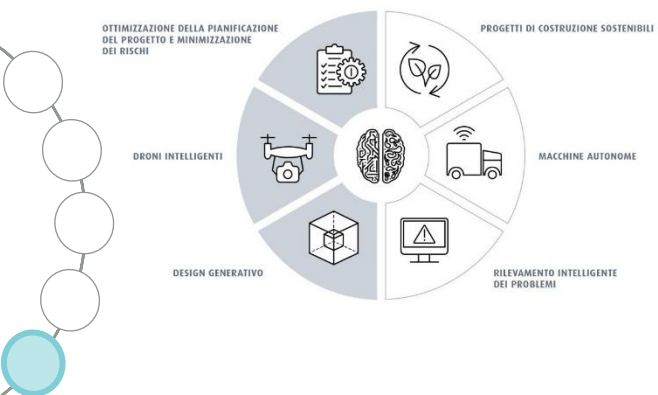 OTTIMIZZAZIONE DELLA PIANIFICAZIONE
DEL PROGETTO E MINIMIZZAZIONE
DEI RISCHI
PROGETTI DI COSTRUZIONE SOSTENIBILI
DRONI INTELLIGENTI
MACCHINE AUTONOME
DESIGN GENERATIVO
RILEVAMENTO INTELLIGENTE
DEI PROBLEMI